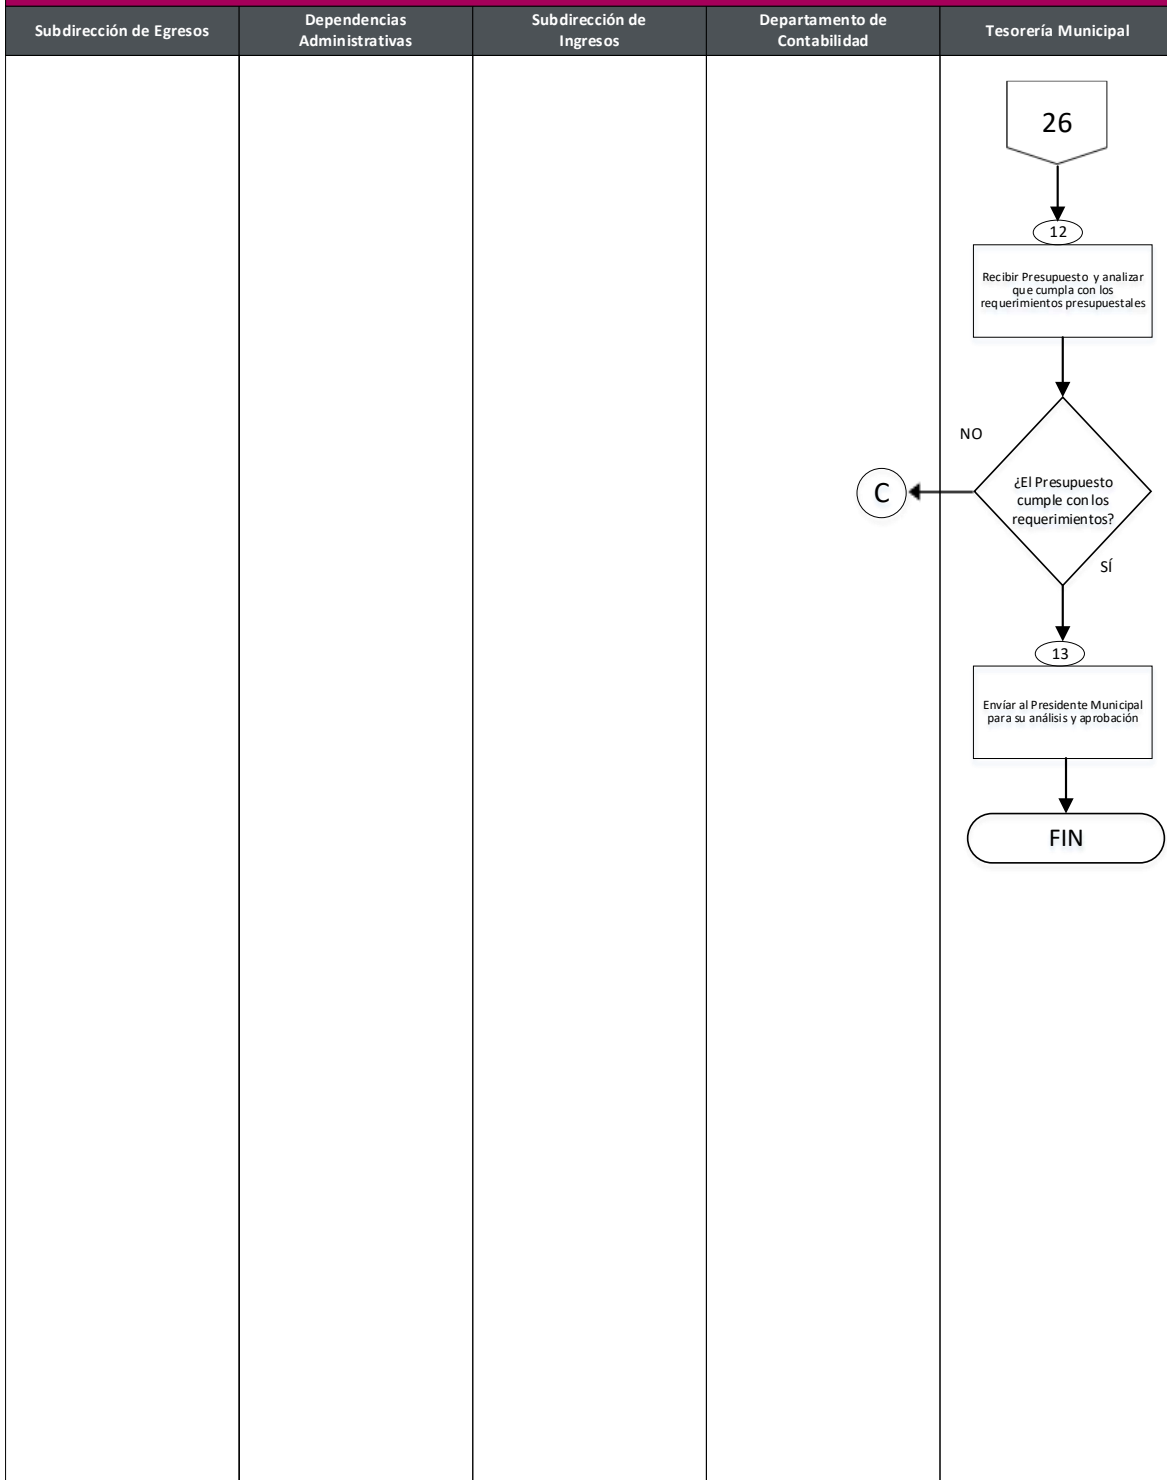 Subdirección de Egresos
Dependencias
Administrativas
Subdirección de
Ingresos
Departamento de
Contabilidad
Tesorería Municipal
26
12
Recibir Presupuesto y analizar
que cumpla con los
requerimientos presupuestales
NO
C
¿El Presupuesto
cumple con los
requerimientos?
SÍ
13
Envíar al Presidente Municipal
para su análisis y aprobación
FIN